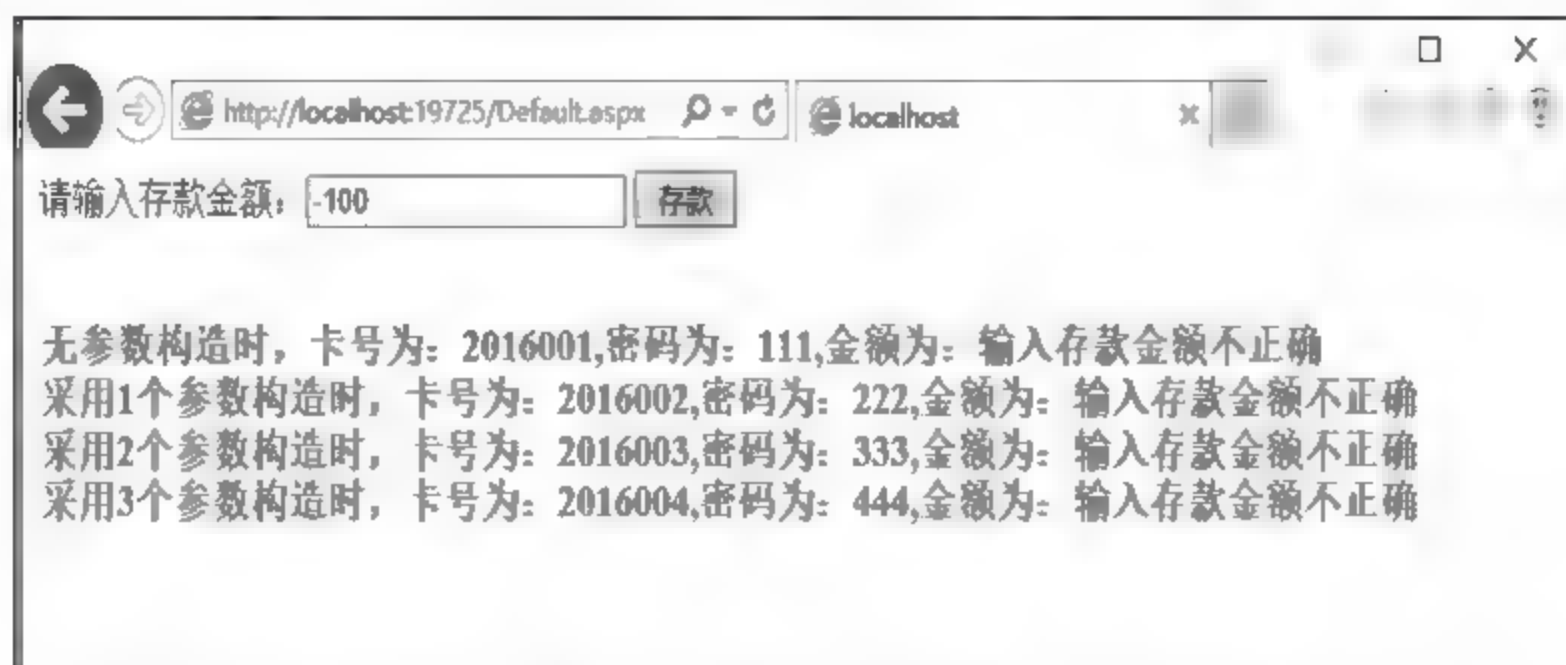 http://localhost:19725/Default.aspx
localhost
请输入存款金额：-100 存款
无参数构造时，卡号为：2016001,密码为：111,金额为：输入存款金额不正确
采用1个参数构造时，卡号为：2016002,密码为：222,金额为：输入存款金额不正确
采用2个参数构造时，卡号为：2016003,密码为：333,金额为：输入存款金额不正确
采用3个参数构造时，卡号为：2016004,密码为：444,金额为：输入存款金额不正确